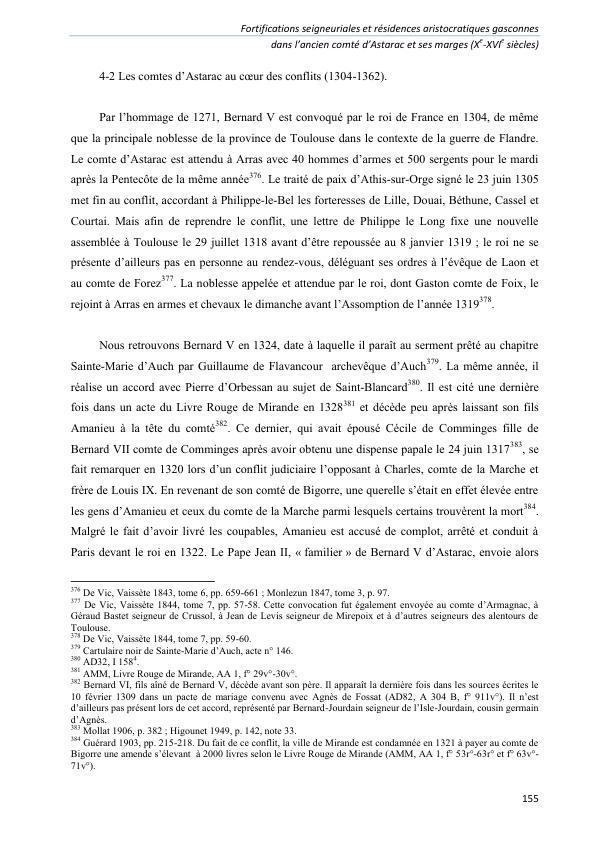 Fortifications seigneuriales et résidences aristocratiques gasconnes
dans l'ancien comté d'Astarac et ses marges (Xe-XVIe siècles)
4-2 Les comtes d'Astarac au cœur des conflits (1304-1362).
Par l'hommage de 1271, Bernard V est convoqué par le roi de France en 1304, de même
que la principale noblesse de la province de Toulouse dans le contexte de la guerre de Flandre.
Le comte d'Astarac est attendu à Arras avec 40 hommes d'armes et 500 sergents pour le mardi
après la Pentecôte de la même année376. Le traité de paix d'Athis-sur-Orge signé le 23 juin 1305
met fin au conflit, accordant à Philippe-le-Bel les forteresses de Lille, Douai, Béthune, Cassel et
Courtai. Mais afin de reprendre le conflit, une lettre de Philippe le Long fixe une nouvelle
assemblée à Toulouse le 29 juillet 1318 avant d'être repoussée au 8 janvier 1319 ; le roi ne se
présente d'ailleurs pas en personne au rendez-vous, déléguant ses ordres à l'évêque de Laon et
au comte de Forez377. La noblesse appelée et attendue par le roi, dont Gaston comte de Foix, le
rejoint à Arras en armes et chevaux le dimanche avant l'Assomption de l'année 1319378.
Nous retrouvons Bernard V en 1324, date à laquelle il paraît au serment prêté au chapitre
Sainte-Marie d'Auch par Guillaume de Flavancour archevêque d'Auch379. La même année, il
réalise un accord avec Pierre d'Orbessan au sujet de Saint-Blancard380. Il est cité une dernière
fois dans un acte du Livre Rouge de Mirande en 1328381 et décède peu après laissant son fils
Amanieu à la tête du comté382. Ce dernier, qui avait épousé Cécile de Comminges fille de
Bernard VII comte de Comminges après avoir obtenu une dispense papale le 24 juin 1317383, se
fait remarquer en 1320 lors d'un conflit judiciaire l'opposant à Charles, comte de la Marche et
frère de Louis IX. En revenant de son comté de Bigorre, une querelle s'était en effet élevée entre
les gens d'Amanieu et ceux du comte de la Marche parmi lesquels certains trouvèrent la mort384.
Malgré le fait d'avoir livré les coupables, Amanieu est accusé de complot, arrêté et conduit à
Paris devant le roi en 1322. Le Pape Jean II, « familier » de Bernard V d'Astarac, envoie alors
376 De Vic, Vaissète 1843, tome 6, pp. 659-661 ; Monlezun 1847, tome 3, p. 97.
377 De Vic, Vaissète 1844, tome 7, pp. 57-58. Cette convocation fut également envoyée au comte d'Armagnac, à
Géraud Bastet seigneur de Crussol, à Jean de Levis seigneur de Mirepoix et à d'autres seigneurs des alentours de
Toulouse.
378 De Vic, Vaissète 1844, tome 7, pp. 59-60.
379 Cartulaire noir de Sainte-Marie d'Auch, acte n° 146.
380 AD32, I 1584.
381 AMM, Livre Rouge de Mirande, AA 1, f° 29v°-30v°.
382 Bernard VI, fils aîné de Bernard V, décède avant son père. Il apparaît la dernière fois dans les sources écrites le
10 février 1309 dans un pacte de mariage convenu avec Agnès de Fossat (AD82, A 304 B, f° 911v°). Il n'est
d'ailleurs pas présent lors de cet accord, représenté par Bernard-Jourdain seigneur de l'Isle-Jourdain, cousin germain
d'Agnès.
383 Mollat 1906, p. 382 ; Higounet 1949, p. 142, note 33.
384 Guérard 1903, pp. 215-218. Du fait de ce conflit, la ville de Mirande est condamnée en 1321 à payer au comte de
Bigorre une amende s'élevant à 2000 livres selon le Livre Rouge de Mirande (AMM, AA 1, f° 53r°-63r° et f° 63v°-
71v°).
155